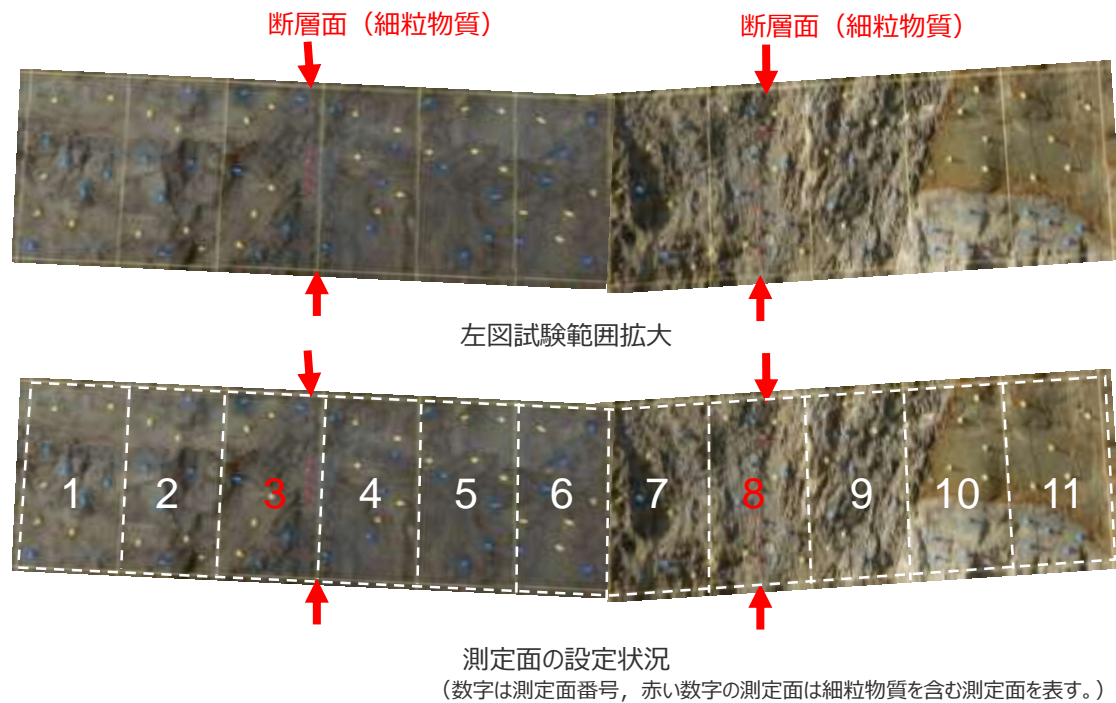 断層面（細粒物質） 断層面（細粒物質）
左図試験範囲拡大
1 2 3 4 5 6 7 8 9 10 11
測定面の設定状況
（数字は測定面番号，赤い数字の測定面は細粒物質を含む測定面を表す。）